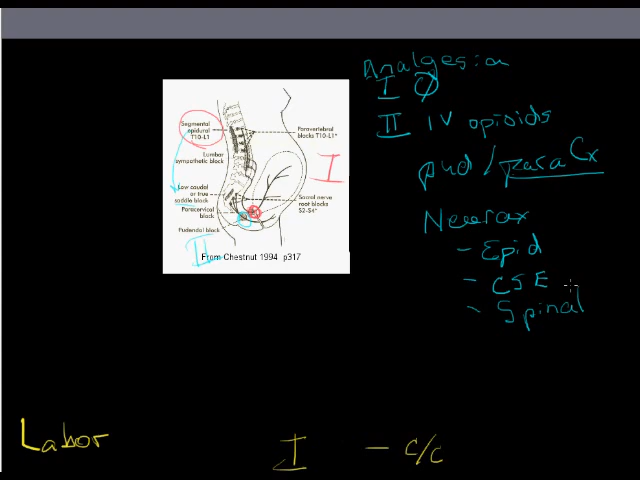 Analgesia
I Ø
II IV opioids
pud / para Cx
Neurax
- Epid
- CSE
- Spinal
Segmental
epidural
T10-L1
Paravertebral
blocks T10-L1*
Lumbar
sympathetic block
I
Low caudal
or true
saddle block
Sacral nerve
root blocks
S2-S4*
Paracervical
block
Pudendal block
II
From Chestnut 1994 p317
Labor
I - c/c